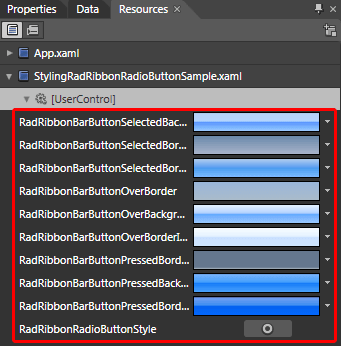 Properties Data Resources ×
App.xaml
StylingRadRibbonRadioButtonSample.xaml
[UserControl]
RadRibbonBarButtonSelectedBac...
RadRibbonBarButtonSelectedBor...
RadRibbonBarButtonSelectedBor...
RadRibbonBarButtonOverBorder
RadRibbonBarButtonOverBackgr...
RadRibbonBarButtonOverBorderI...
RadRibbonBarButtonPressedBord...
RadRibbonBarButtonPressedBack...
RadRibbonBarButtonPressedBord...
RadRibbonRadioButtonStyle